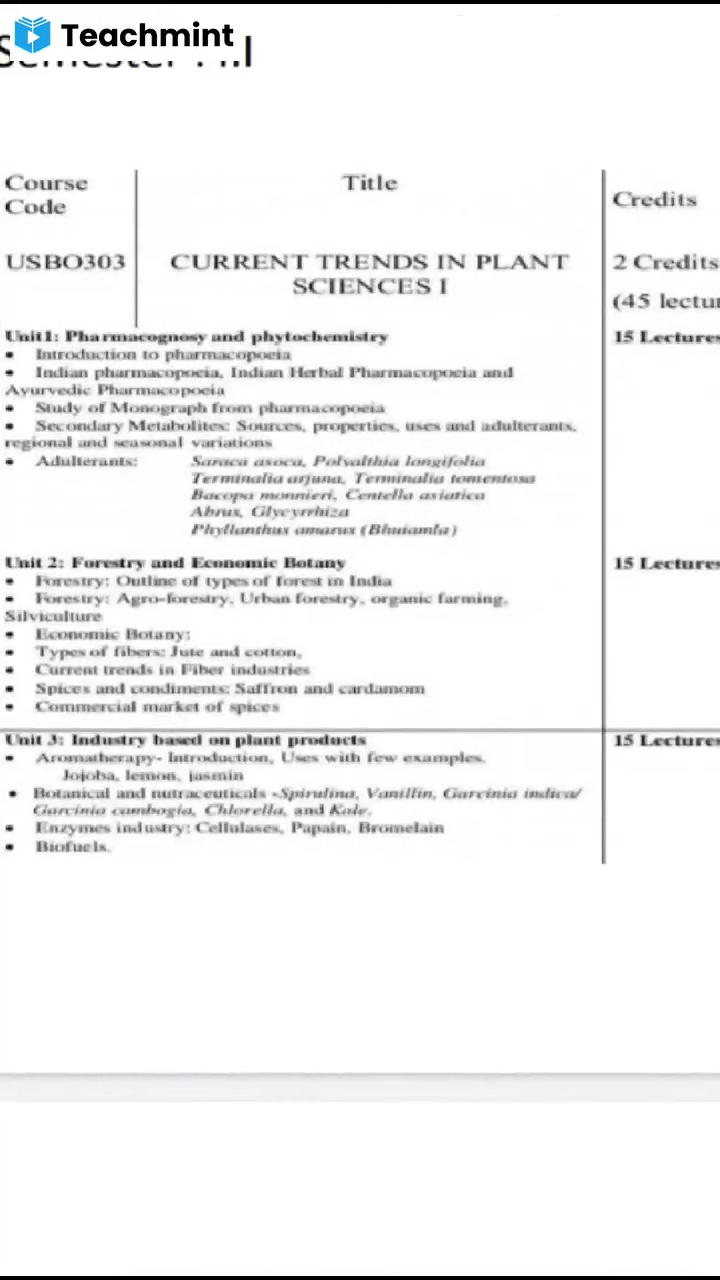 Teachmint
Course
Code
Title
Credits
USBO303
CURRENT TRENDS IN PLANT
SCIENCES I
2 Credits
(45 lectur
Unit1: Pharmacognosy and phytochemistry
15 Lectures
• Introduction to pharmacopoeia
• Indian pharmacopoeia, Indian Herbal Pharmacopoeia and
Ayurvedic Pharmacopoeia
• Study of Monograph from pharmacopoeia
• Secondary Metabolites: Sources, properties, uses and adulterants,
regional and seasonal variations
• Adulterants: Saraca asoca, Polyalthia longifolia
Terminalia arjuna, Terminalia tomentosa
Bacopa monnieri, Centella asiatica
Abrus, Glycyrrhiza
Phyllanthus amarus (Bhuiamla)
Unit 2: Forestry and Economic Botany
15 Lectures
• Forestry: Outline of types of forest in India
• Forestry: Agro-forestry, Urban forestry, organic farming,
Silviculture
• Economic Botany:
• Types of fibers: Jute and cotton,
• Current trends in Fiber industries
• Spices and condiments: Saffron and cardamom
• Commercial market of spices
Unit 3: Industry based on plant products
15 Lectures
• Aromatherapy- Introduction, Uses with few examples.
Jojoba, lemon, jasmin
• Botanical and nutraceuticals -Spirulina, Vanillin, Garcinia indica/
Garcinia cambogia, Chlorella, and Kale.
• Enzymes industry: Cellulases, Papain, Bromelain
• Biofuels.